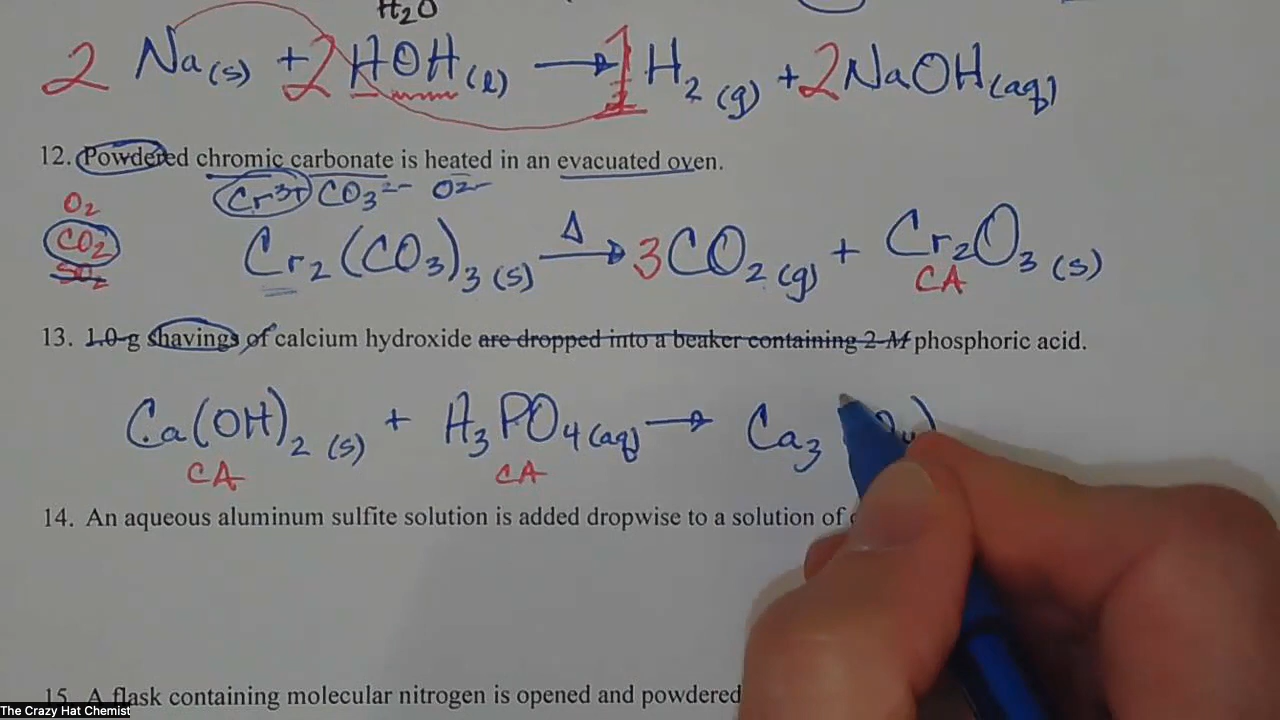 H₂O
2 Na(s) + 2 HOH(l) → 1 H₂(g) + 2 NaOH(aq)
12. Powdered chromic carbonate is heated in an evacuated oven.
Cr³⁺ CO₃²⁻ O²⁻
O₂
CO₂
SO₂
Cr₂(CO₃)₃(s) Δ→ 3CO₂(g) + Cr₂O₃(s)
CA
13. 1.0-g shavings of calcium hydroxide are dropped into a beaker containing 2-M phosphoric acid.
Ca(OH)₂(s) + H₃PO₄(aq) → Ca₃
CA CA
14. An aqueous aluminum sulfite solution is added dropwise to a solution of
15. A flask containing molecular nitrogen is opened and powdered
The Crazy Hat Chemist